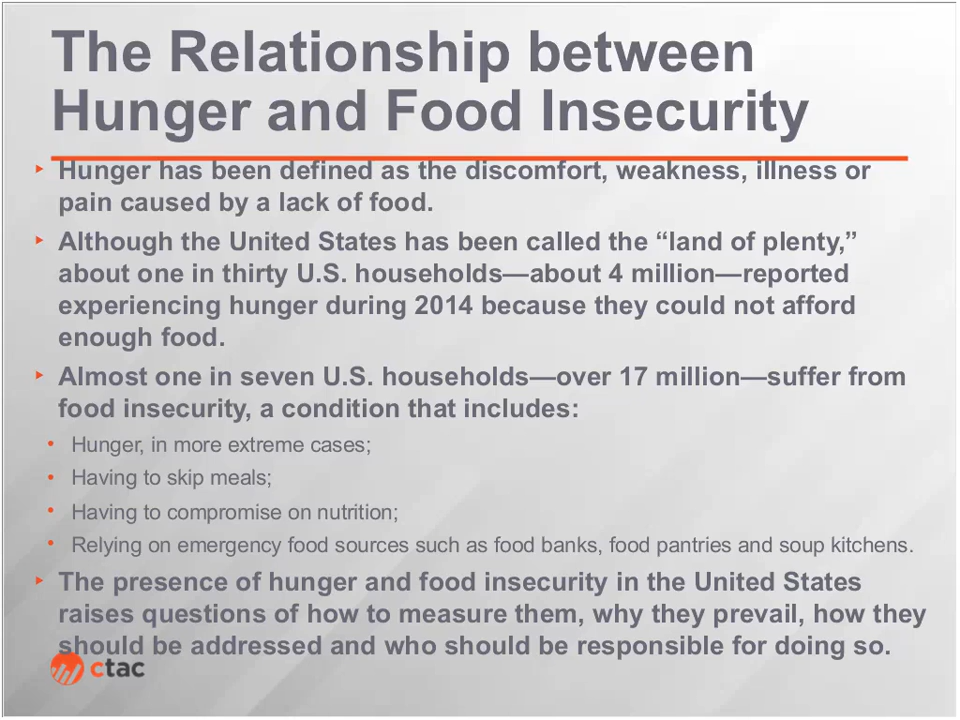 The Relationship between
Hunger and Food Insecurity
‣ Hunger has been defined as the discomfort, weakness, illness or
pain caused by a lack of food.
‣ Although the United States has been called the “land of plenty,”
about one in thirty U.S. households—about 4 million—reported
experiencing hunger during 2014 because they could not afford
enough food.
‣ Almost one in seven U.S. households—over 17 million—suffer from
food insecurity, a condition that includes:
• Hunger, in more extreme cases;
• Having to skip meals;
• Having to compromise on nutrition;
• Relying on emergency food sources such as food banks, food pantries and soup kitchens.
‣ The presence of hunger and food insecurity in the United States
raises questions of how to measure them, why they prevail, how they
should be addressed and who should be responsible for doing so.
ctac